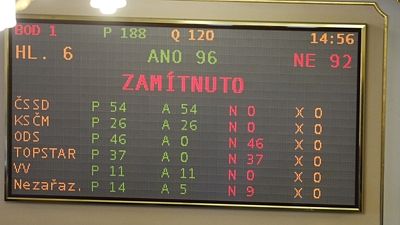 BOD 1 P 188 Q 120 14:56
HL. 6 ANO 96 NE 92
ZAMÍTNUTO
ČSSD P 54 A 54 N 0 X 0
KSČM P 26 A 26 N 0 X 0
ODS P 46 A 0 N 46 X 0
TOPSTAR P 37 A 0 N 37 X 0
VV P 11 A 11 N 0 X 0
Nezařaz. P 14 A 5 N 9 X 0